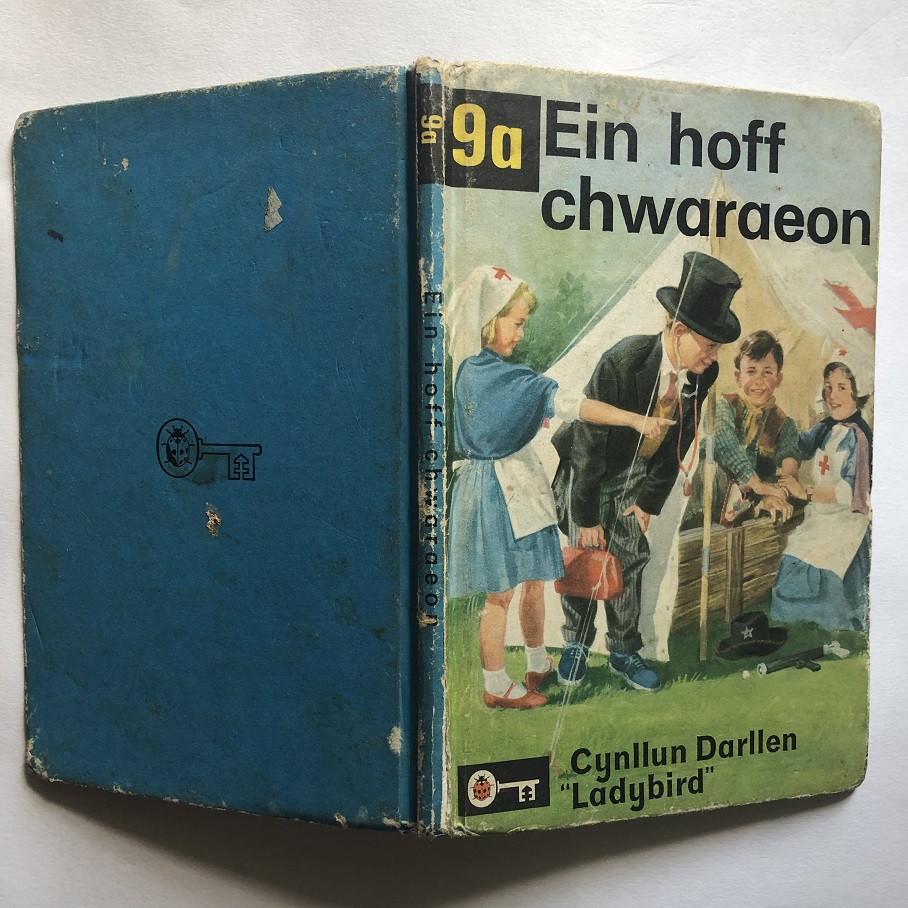 9a
Ein hoff chwaraeon
9a
Ein hoff
chwaraeon
Cynllun Darllen
"Ladybird"